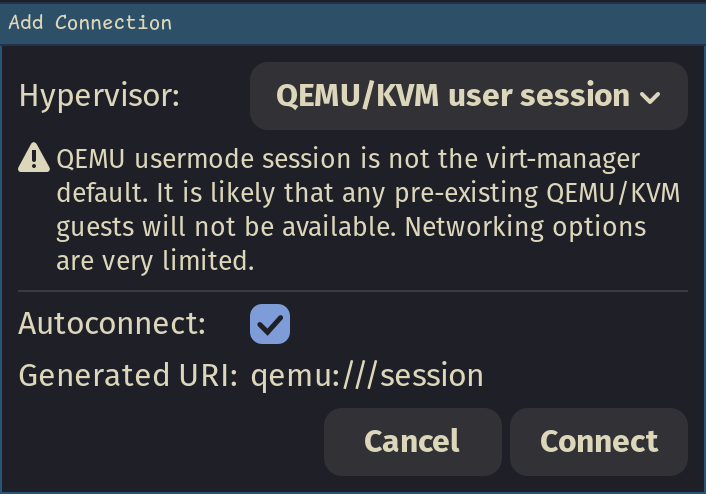 Add Connection
Hypervisor: QEMU/KVM user session
QEMU usermode session is not the virt-manager
default. It is likely that any pre-existing QEMU/KVM
guests will not be available. Networking options
are very limited.
Autoconnect:
Generated URI: qemu:///session
Cancel Connect